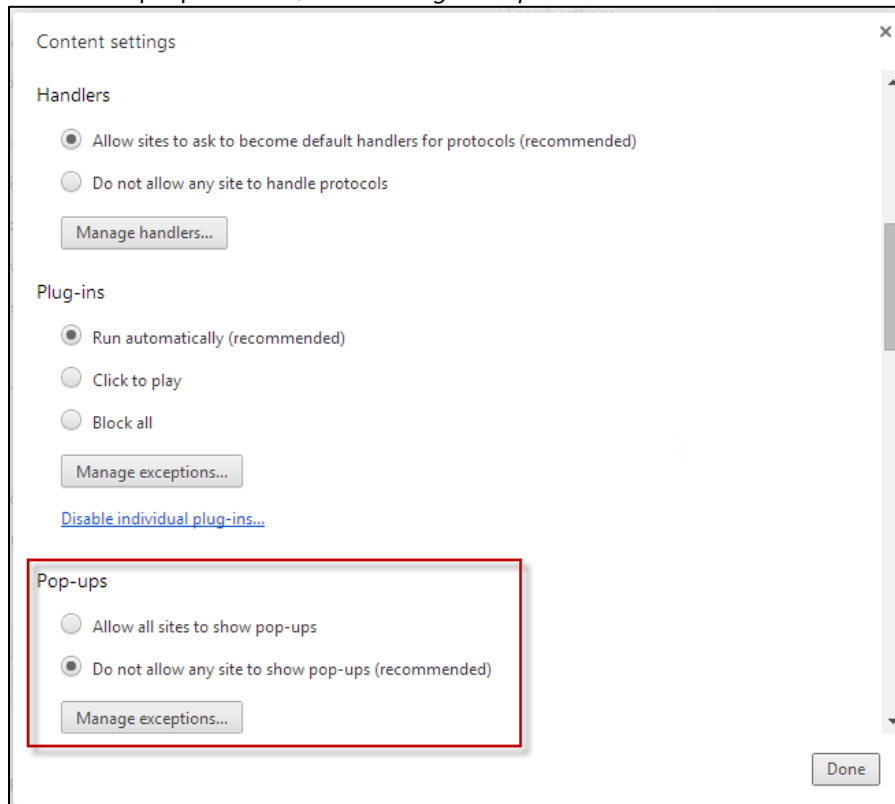 Content settings
Handlers
Allow sites to ask to become default handlers for protocols (recommended)
Do not allow any site to handle protocols
Manage handlers...
Plug-ins
Run automatically (recommended)
Click to play
Block all
Manage exceptions...
Disable individual plug-ins...
Pop-ups
Allow all sites to show pop-ups
Do not allow any site to show pop-ups (recommended)
Manage exceptions...
Done